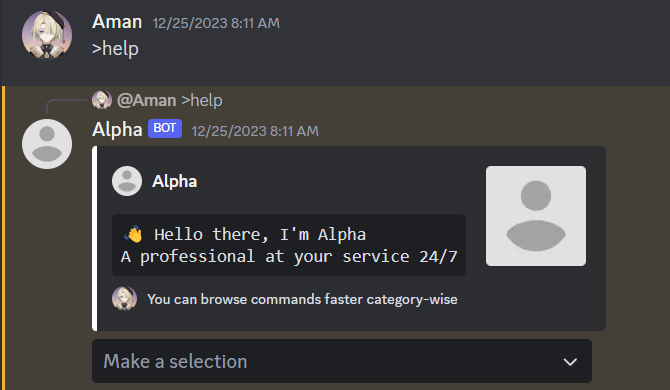 Aman 12/25/2023 8:11 AM
>help
@Aman >help
Alpha BOT 12/25/2023 8:11 AM
Alpha
👋 Hello there, I'm Alpha
A professional at your service 24/7
You can browse commands faster category-wise
Make a selection